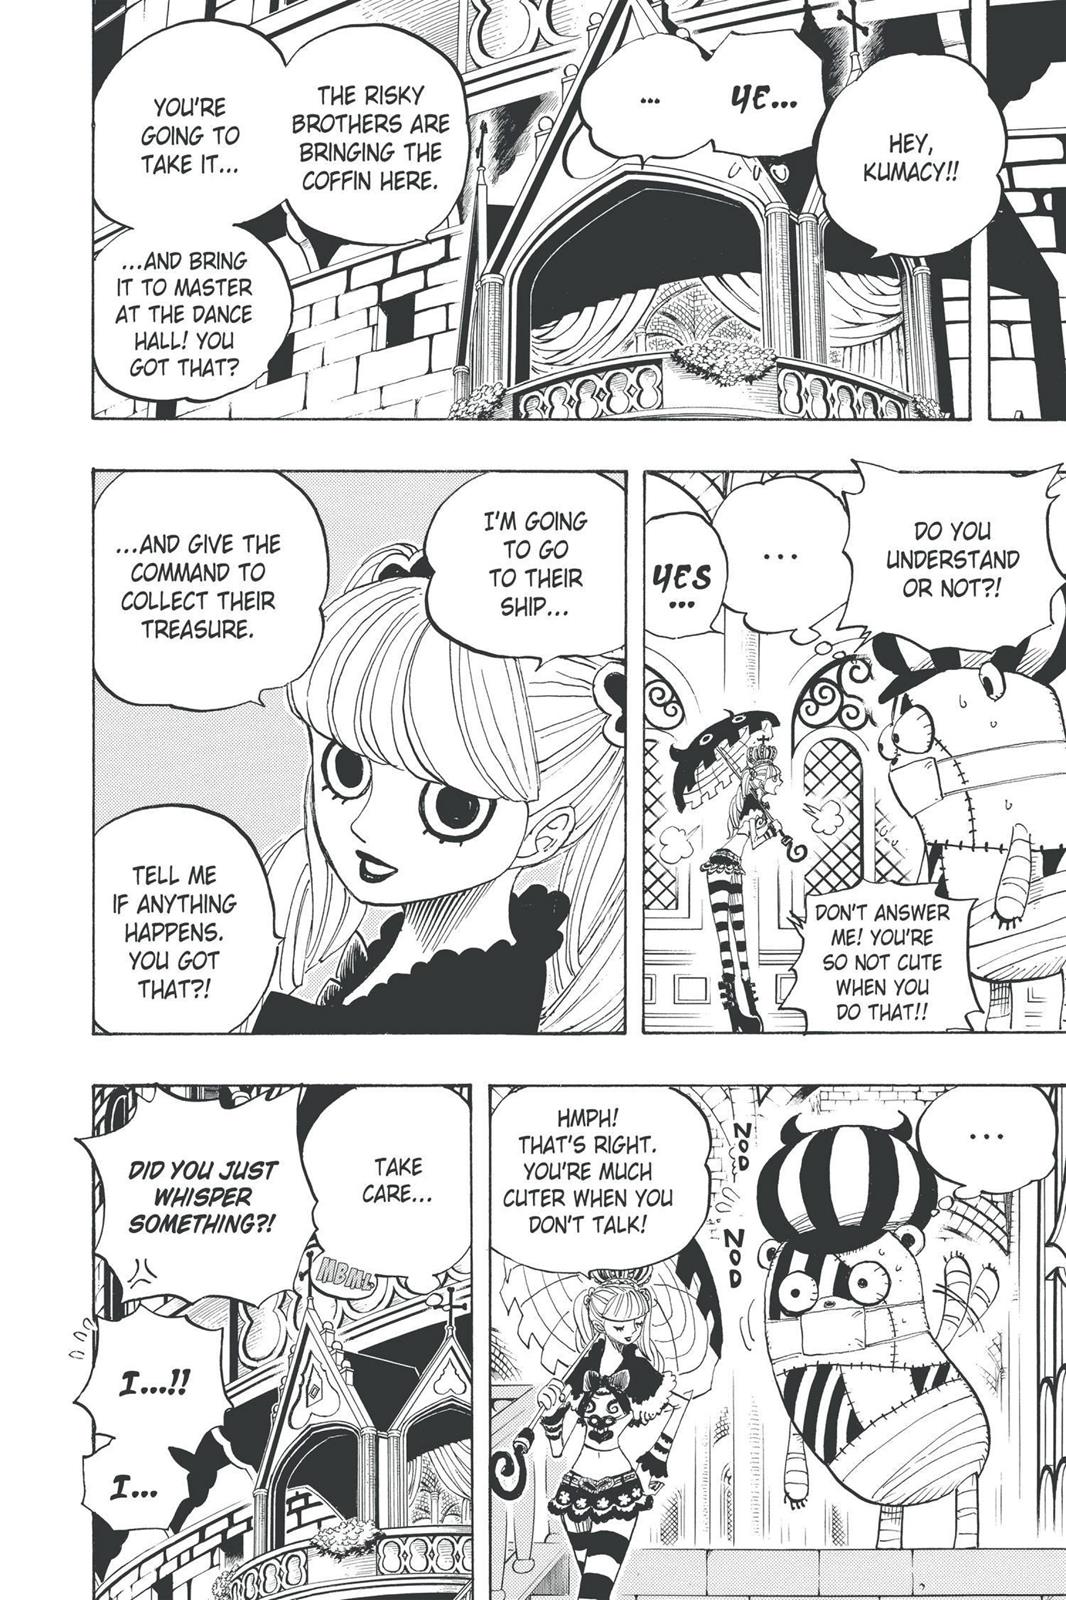 HEY,
KUMACY!!
YE...
...
THE RISKY
BROTHERS ARE
BRINGING THE
COFFIN HERE.
YOU'RE
GOING TO
TAKE IT...
...AND BRING
IT TO MASTER
AT THE DANCE
HALL! YOU
GOT THAT?
DO YOU
UNDERSTAND
OR NOT?!
...
YES
...
DON'T ANSWER
ME! YOU'RE
SO NOT CUTE
WHEN YOU
DO THAT!!
I'M GOING
TO GO
TO THEIR
SHIP...
...AND GIVE THE
COMMAND TO
COLLECT THEIR
TREASURE.
TELL ME
IF ANYTHING
HAPPENS.
YOU GOT
THAT?!
...
NOD
NOD
HMPH!
THAT'S RIGHT.
YOU'RE MUCH
CUTER WHEN YOU
DON'T TALK!
TAKE
CARE...
MBML
DID YOU JUST
WHISPER
SOMETHING?!
I...!!
I...